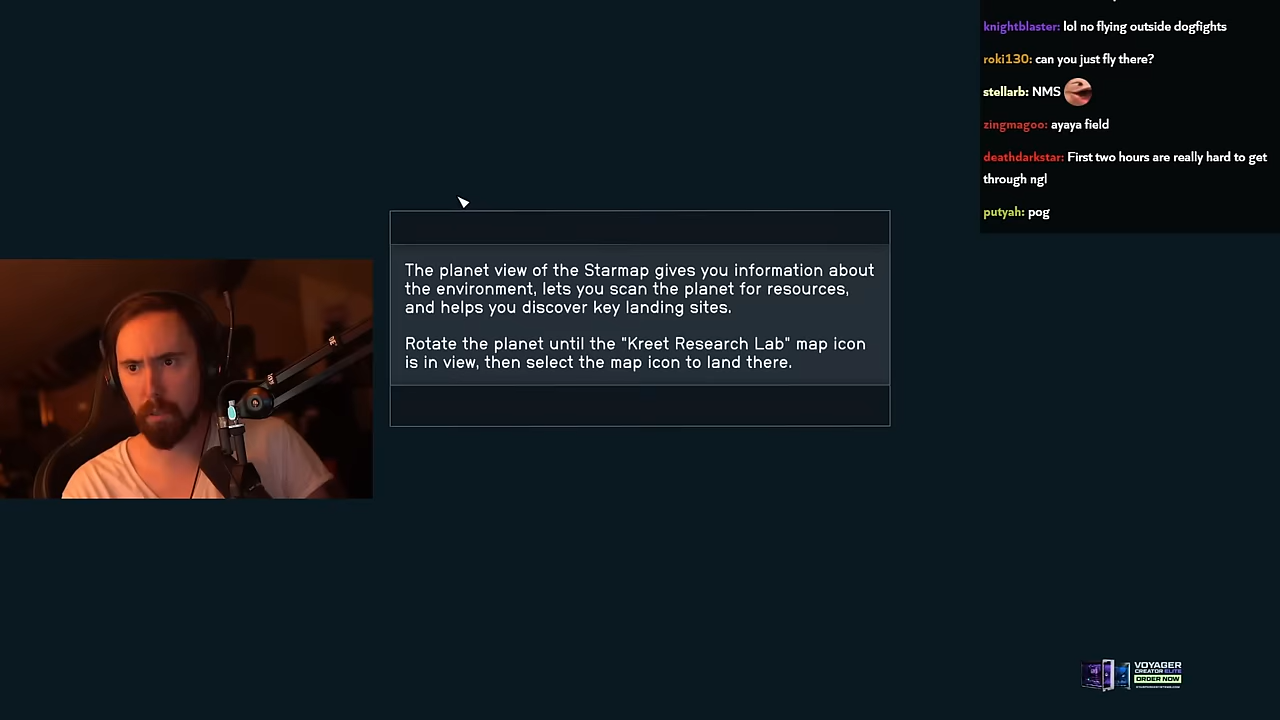 knightblaster: lol no flying outside dogfights
roki130: can you just fly there?
stellarb: NMS
zingmagoo: ayaya field
deathdarkstar: First two hours are really hard to get
through ngl
putyah: pog
The planet view of the Starmap gives you information about
the environment, lets you scan the planet for resources,
and helps you discover key landing sites.
Rotate the planet until the "Kreet Research Lab" map icon
is in view, then select the map icon to land there.
VOYAGER
CREATOR ELITE
ORDER NOW